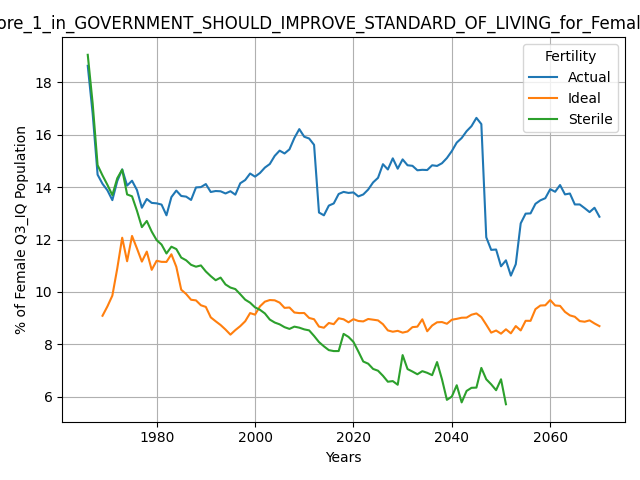 ore_1_in_GOVERNMENT_SHOULD_IMPROVE_STANDARD_OF_LIVING_for_Femal
% of Female Q3_IQ Population
18
16
14
12
10
8
6
Fertility
Actual
Ideal
Sterile
1980
2000
2020
2040
2060
Years